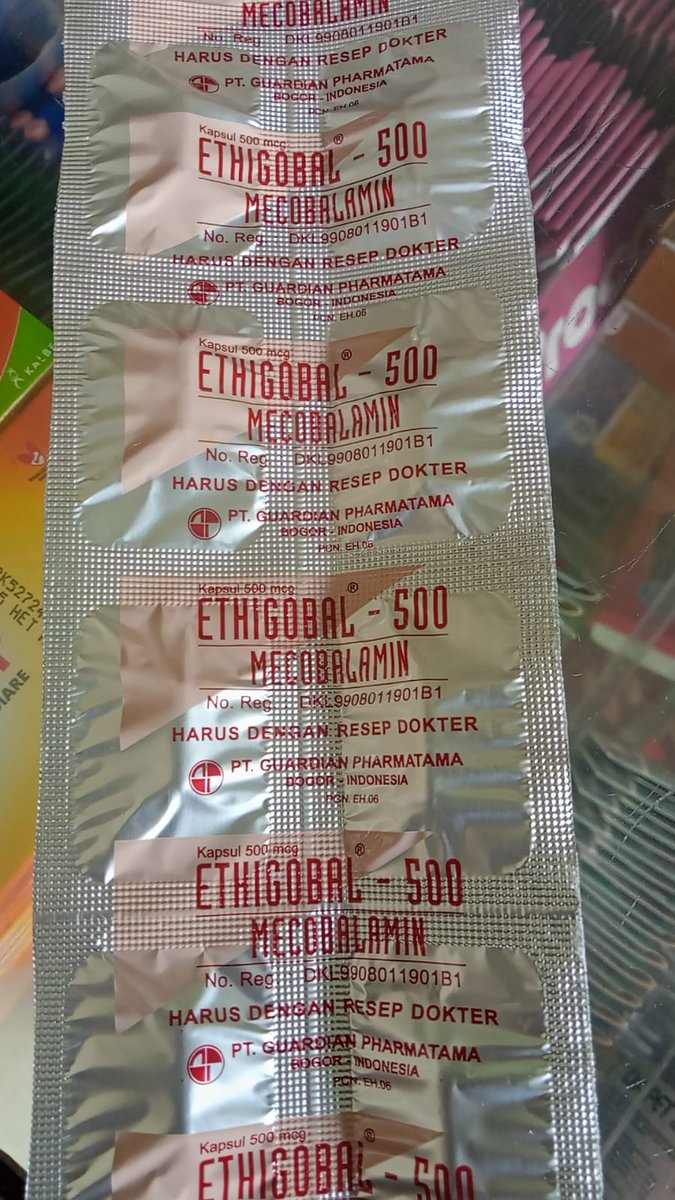 MECOBALAMIN
No. Reg DKL9908011901B1
HARUS DENGAN RESEP DOKTER
PT. GUARDIAN PHARMATAMA
BOGOR - INDONESIA
PCN. EH.06
Kapsul 500 mcg
ETHIGOBAL® - 500
MECOBALAMIN
No. Reg DKL9908011901B1
HARUS DENGAN RESEP DOKTER
PT. GUARDIAN PHARMATAMA
BOGOR - INDONESIA
PCN. EH.06
Kapsul 500 mcg
ETHIGOBAL® - 500
MECOBALAMIN
No. Reg DKL9908011901B1
HARUS DENGAN RESEP DOKTER
PT. GUARDIAN PHARMATAMA
BOGOR - INDONESIA
PCN. EH.06
Kapsul 500 mcg
ETHIGOBAL® - 500
MECOBALAMIN
No. Reg DKL9908011901B1
HARUS DENGAN RESEP DOKTER
PT. GUARDIAN PHARMATAMA
BOGOR - INDONESIA
PCN. EH.06
Kapsul 500 mcg
ETHIGOBAL® - 500
MECOBALAMIN
No. Reg DKL9908011901B1
HARUS DENGAN RESEP DOKTER
PT. GUARDIAN PHARMATAMA
BOGOR - INDONESIA
PCN. EH.06
Kapsul 500 mcg
ETHIGOBAL® - 500